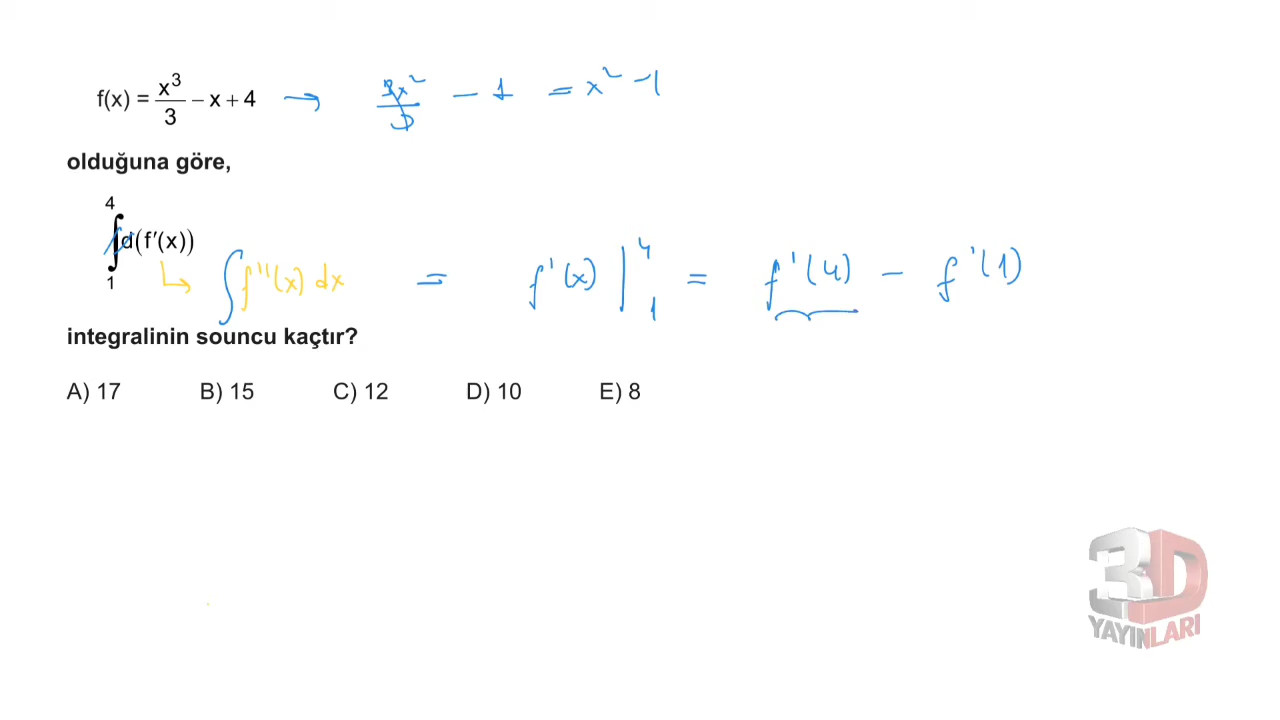 f(x) = x³/3 − x + 4 → 3x²/3 − 1 = x² − 1
olduğuna göre,
∫₁⁴ d(f′(x))
↳ ∫ f''(x) dx = f'(x) |₁⁴ = f'(4) − f'(1)
integralinin souncu kaçtır?
A) 17 B) 15 C) 12 D) 10 E) 8
3D
YAYINLARI